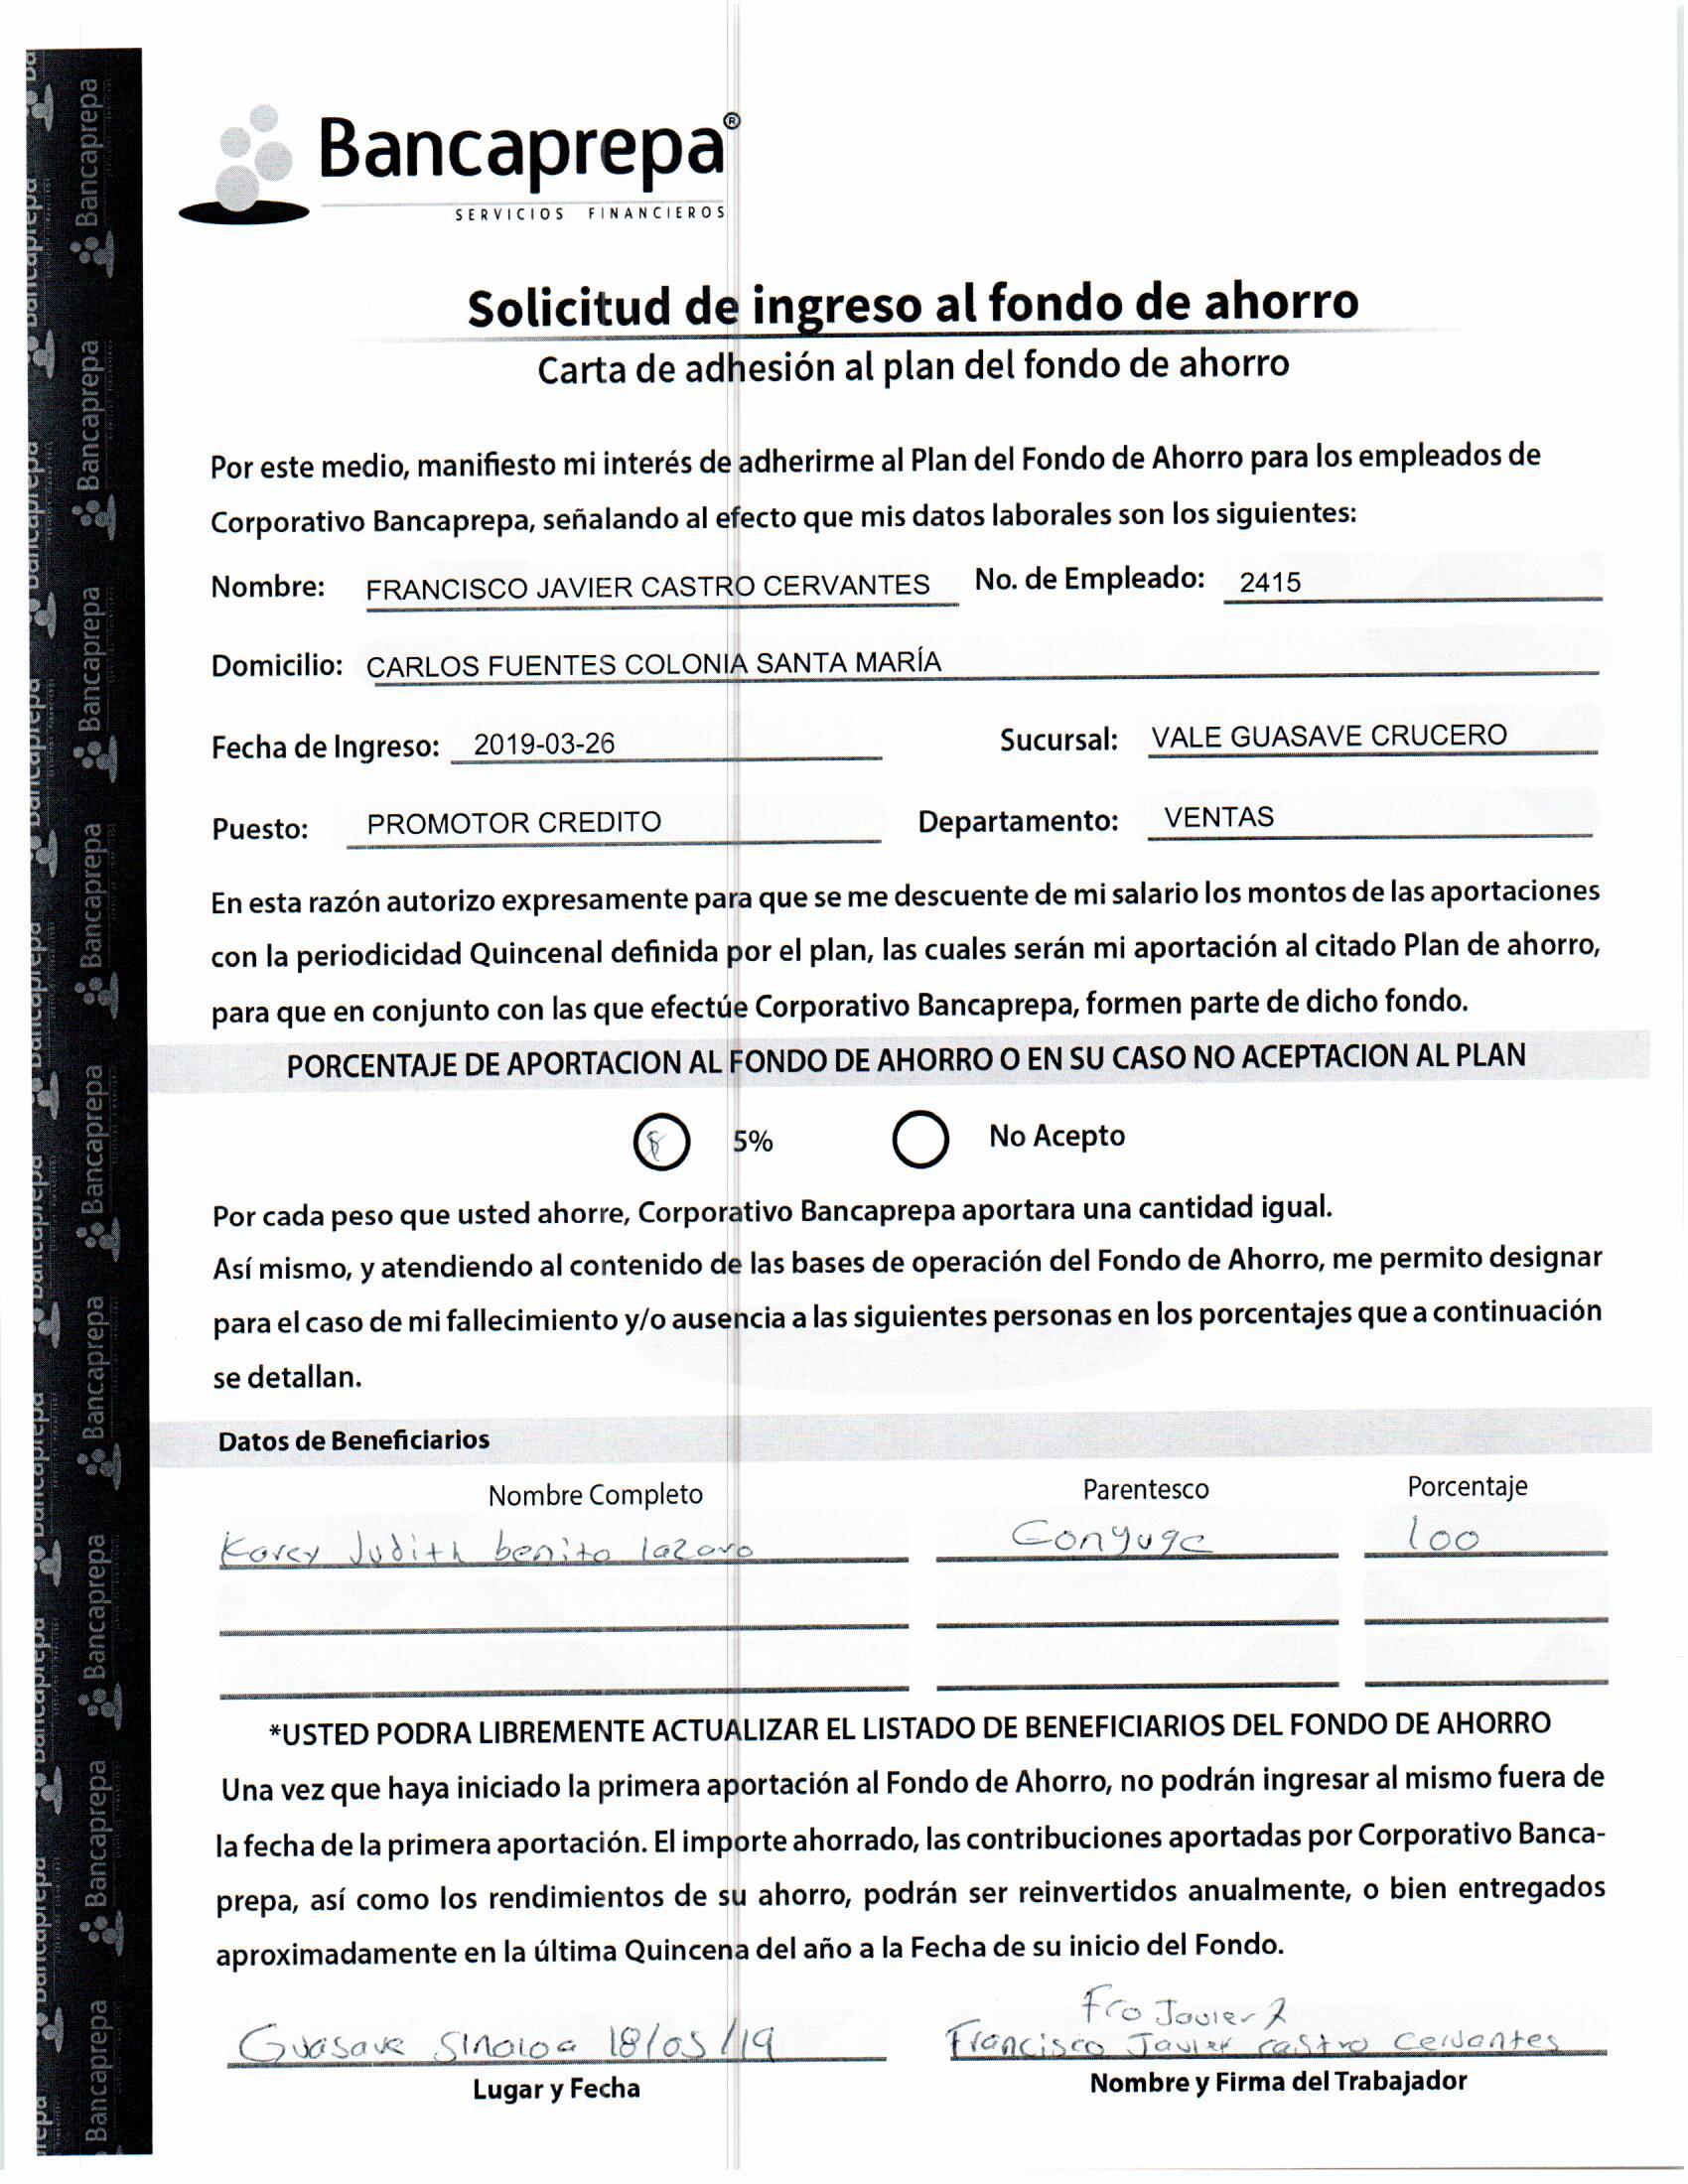 Bancaprepa®
SERVICIOS FINANCIEROS
Solicitud de ingreso al fondo de ahorro
Carta de adhesión al plan del fondo de ahorro
Por este medio, manifiesto mi interés de adherirme al Plan del Fondo de Ahorro para los empleados de
Corporativo Bancaprepa, señalando al efecto que mis datos laborales son los siguientes:
Nombre: FRANCISCO JAVIER CASTRO CERVANTES No. de Empleado: 2415
Domicilio: CARLOS FUENTES COLONIA SANTA MARÍA
Fecha de Ingreso: 2019-03-26 Sucursal: VALE GUASAVE CRUCERO
Puesto: PROMOTOR CREDITO Departamento: VENTAS
En esta razón autorizo expresamente para que se me descuente de mi salario los montos de las aportaciones
con la periodicidad Quincenal definida por el plan, las cuales serán mi aportación al citado Plan de ahorro,
para que en conjunto con las que efectúe Corporativo Bancaprepa, formen parte de dicho fondo.
PORCENTAJE DE APORTACION AL FONDO DE AHORRO O EN SU CASO NO ACEPTACION AL PLAN
5% No Acepto
Por cada peso que usted ahorre, Corporativo Bancaprepa aportara una cantidad igual.
Así mismo, y atendiendo al contenido de las bases de operación del Fondo de Ahorro, me permito designar
para el caso de mi fallecimiento y/o ausencia a las siguientes personas en los porcentajes que a continuación
se detallan.
Datos de Beneficiarios
Nombre Completo Parentesco Porcentaje
Judith benito lazaro Conyuge 100
*USTED PODRA LIBREMENTE ACTUALIZAR EL LISTADO DE BENEFICIARIOS DEL FONDO DE AHORRO
Una vez que haya iniciado la primera aportación al Fondo de Ahorro, no podrán ingresar al mismo fuera de
la fecha de la primera aportación. El importe ahorrado, las contribuciones aportadas por Corporativo Banca-
prepa, así como los rendimientos de su ahorro, podrán ser reinvertidos anualmente, o bien entregados
aproximadamente en la última Quincena del año a la Fecha de su inicio del Fondo.
Fco Javier
Guasave Sinaloa 18/05/19 Francisco Javier castro Cervantes
Lugar y Fecha Nombre y Firma del Trabajador